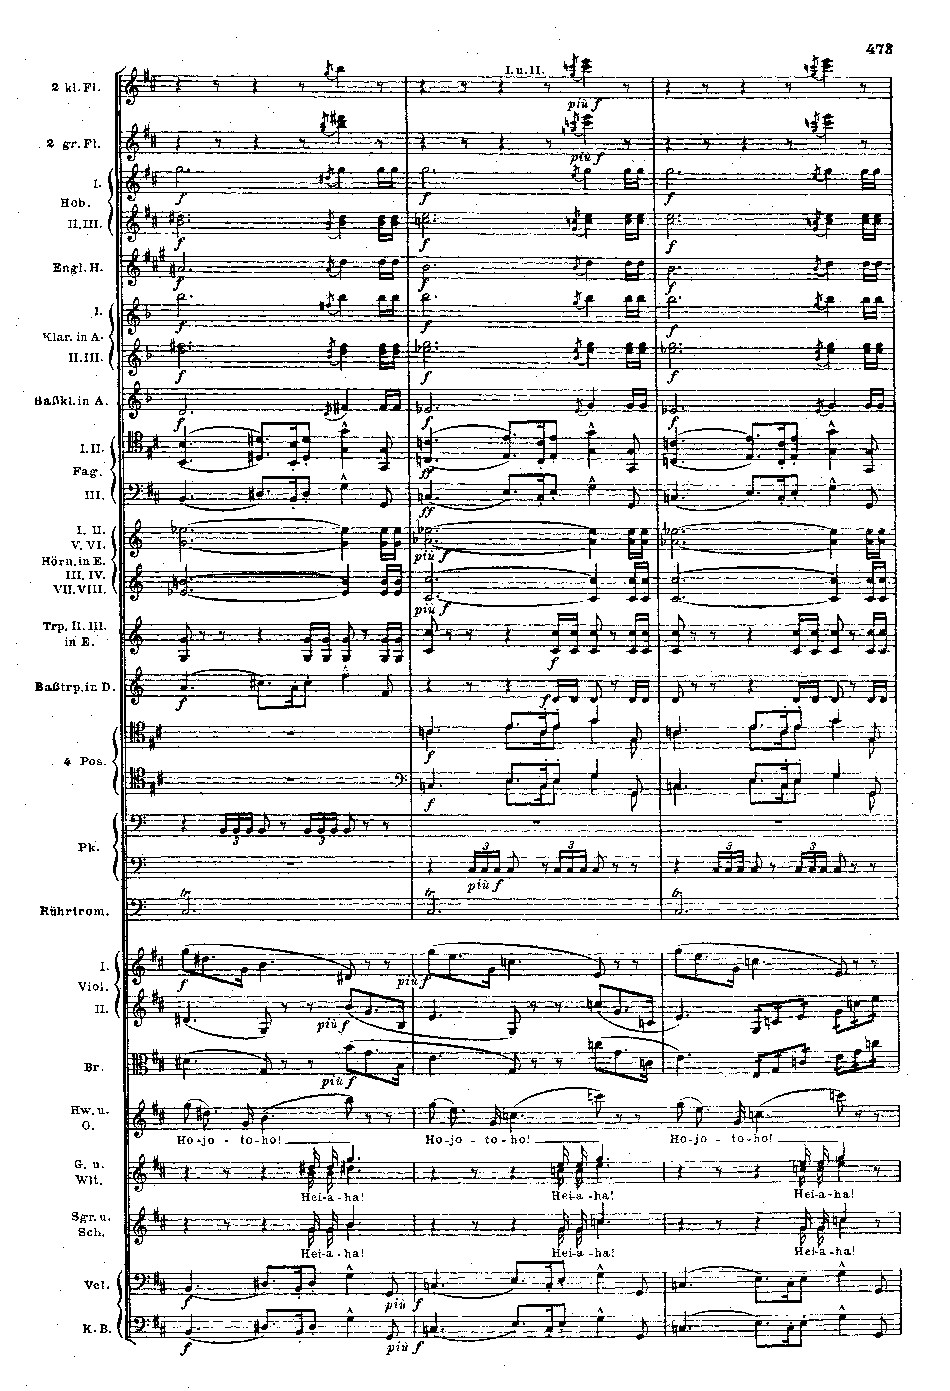 473
2 kl. Fl.
I. u. II.
più f
2 gr. Fl.
più f
I.
Hob.
II.III.
f f f
f f f
Engl. H.
f f f
I.
Klar. in A.
II.III.
f f f
f f f
Baßkl. in A.
f f f
I.II.
Fag.
III.
ff
ff
I. II.
V. VI.
Hörn. in E.
III. IV.
VII. VIII.
più f
più f
Trp. II. III.
in E.
f
Baßtrp. in D.
f f
4 Pos.
f
f
Pk.
3 3
3 3 3 3
più f
Rührtrom.
tr tr tr
I.
Viol.
II.
f più f
più f
Br.
più f
Hw. u.
O.
Ho-jo - to-ho! Ho-jo - to-ho! Ho-jo - to-ho!
G. u.
Wlt.
Hei-a-ha! Hei-a-ha! Hei-a-ha!
Sgr. u.
Sch.
Hei-a-ha! Hei-a-ha! Hei-a-ha!
Vcl.
f più f
K.-B.
f più f